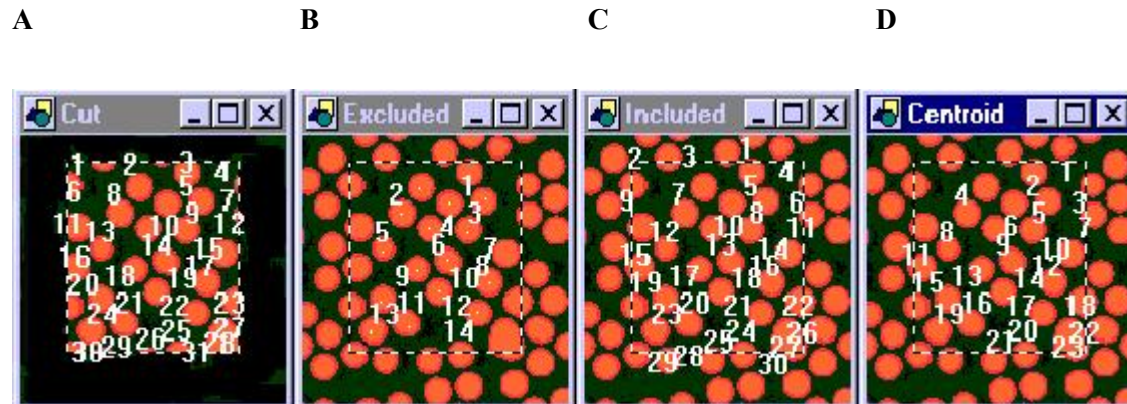 A B C D
Cut Excluded Included Centroid
1 2 3 4 5 6 7 8 9 10 11 12 13 14 15 16 17 18 19 20 21 22 23 24 25 26 27 28 29 30 31
1 2 3 4 5 6 7 8 9 10 11 12 13 14
1 2 3 4 5 6 7 8 9 10 11 12 13 14 15 16 17 18 19 20 21 22 23 24 25 26 27 28 29 30
1 2 3 4 5 6 7 8 9 10 11 12 13 14 15 16 17 18 19 20 21 22 23